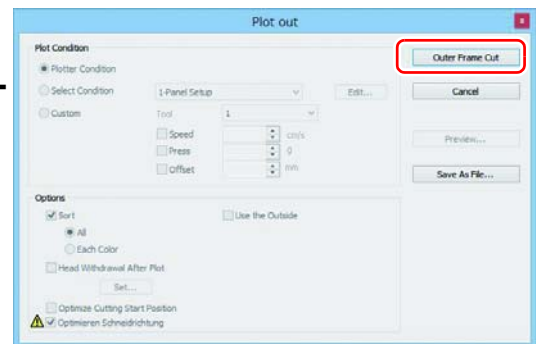 Plot out
Plot Condition
Plotter Condition
Select Condition 1-Panel Setup Edit...
Custom Tool 1
Speed cm/s
Press g
Offset mm
Options
Sort Use the Outside
All
Each Color
Head Withdrawal After Plot
Set...
Optimize Cutting Start Position
Optimieren Schneidrichtung
Outer Frame Cut
Cancel
Preview...
Save As File...